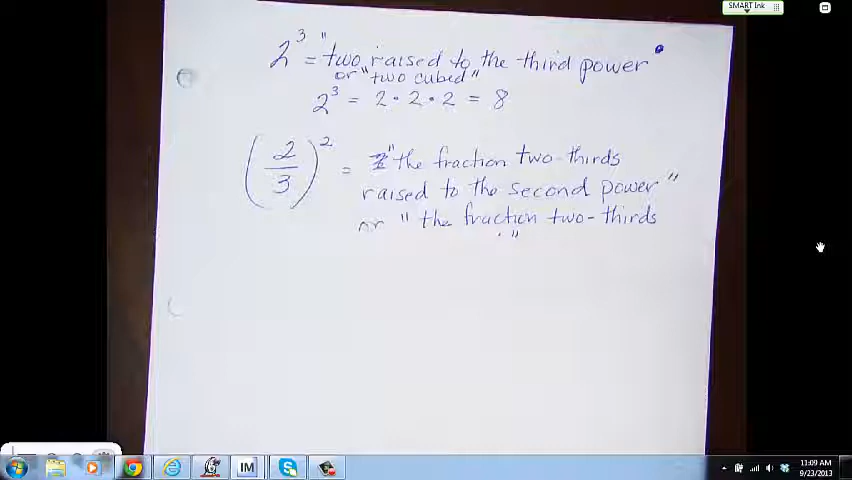 SMART Ink
2³ = "two raised to the third power"
or "two cubed"
2³ = 2 · 2 · 2 = 8
(2/3)² = "the fraction two-thirds
raised to the second power"
or "the fraction two-thirds
"
IM
11:09 AM
9/23/2013